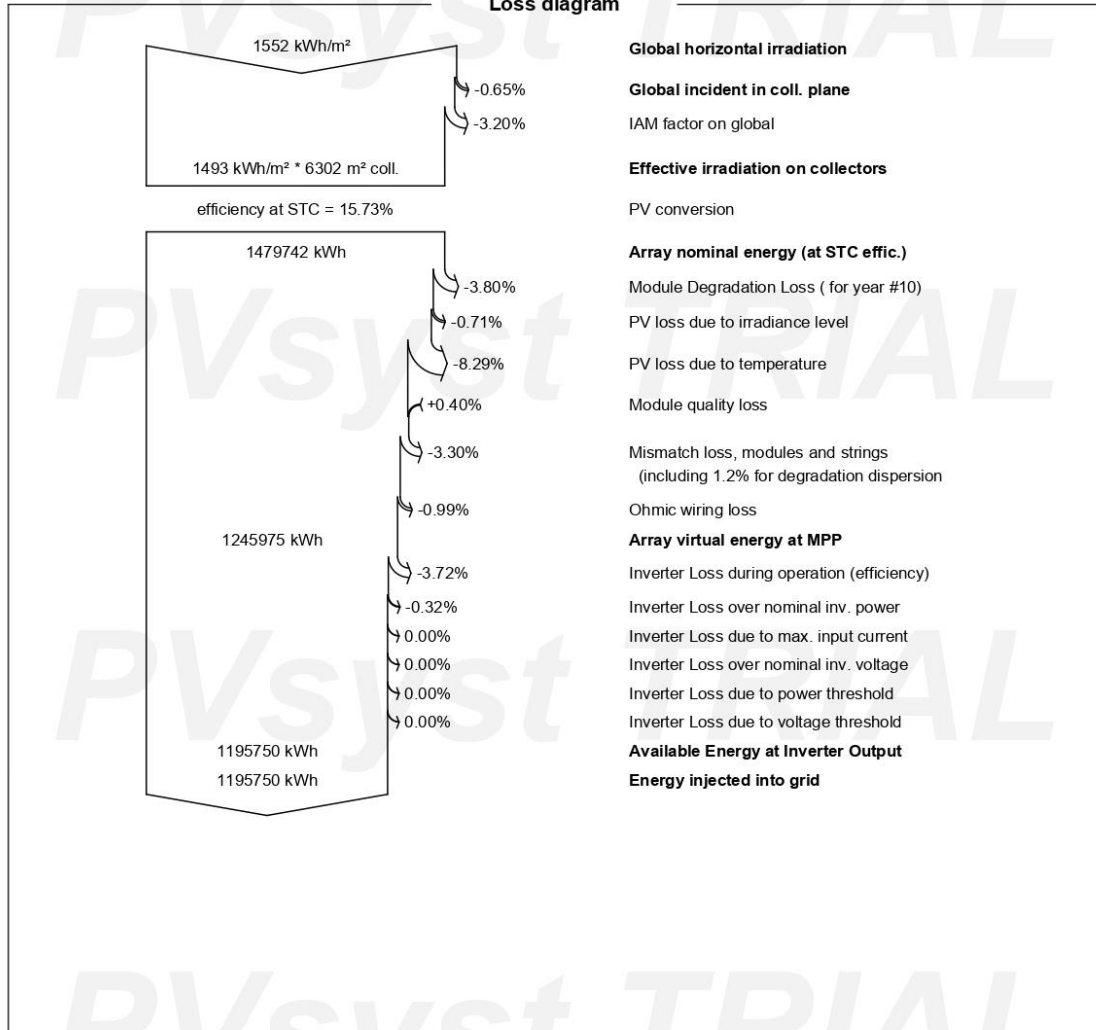 Loss diagram
1552 kWh/m² Global horizontal irradiation
-0.65% Global incident in coll. plane
-3.20% IAM factor on global
1493 kWh/m² * 6302 m² coll. Effective irradiation on collectors
efficiency at STC = 15.73% PV conversion
1479742 kWh Array nominal energy (at STC effic.)
-3.80% Module Degradation Loss ( for year #10)
-0.71% PV loss due to irradiance level
-8.29% PV loss due to temperature
+0.40% Module quality loss
-3.30% Mismatch loss, modules and strings
(including 1.2% for degradation dispersion
-0.99% Ohmic wiring loss
1245975 kWh Array virtual energy at MPP
-3.72% Inverter Loss during operation (efficiency)
-0.32% Inverter Loss over nominal inv. power
0.00% Inverter Loss due to max. input current
0.00% Inverter Loss over nominal inv. voltage
0.00% Inverter Loss due to power threshold
0.00% Inverter Loss due to voltage threshold
1195750 kWh Available Energy at Inverter Output
1195750 kWh Energy injected into grid
PVsyst TRIAL
PVsyst TRIAL
PVsyst TRIAL
PVsyst TRIAL